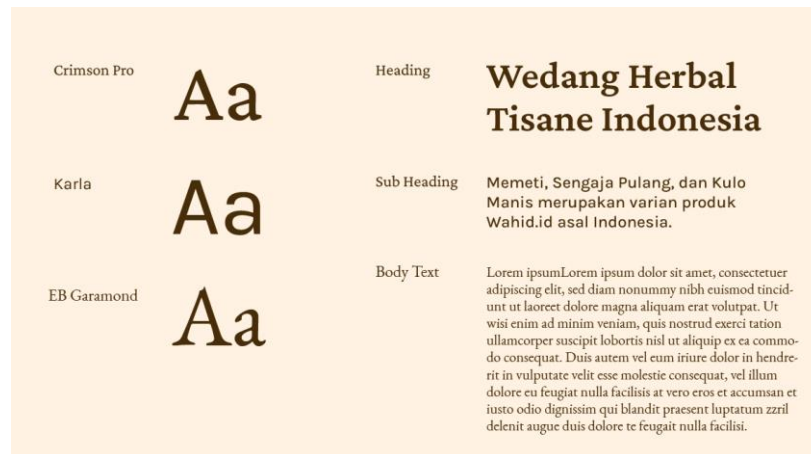 Crimson Pro
Aa
Karla
Aa
EB Garamond
Aa
Heading
Wedang Herbal
Tisane Indonesia
Sub Heading
Memeti, Sengaja Pulang, dan Kulo
Manis merupakan varian produk
Wahid.id asal Indonesia.
Body Text
Lorem ipsumLorem ipsum dolor sit amet, consectetuer
adipiscing elit, sed diam nonummy nibh euismod tincid-
unt ut laoreet dolore magna aliquam erat volutpat. Ut
wisi enim ad minim veniam, quis nostrud exerci tation
ullamcorper suscipit lobortis nisl ut aliquip ex ea commo-
do consequat. Duis autem vel eum iriure dolor in hendre-
rit in vulputate velit esse molestie consequat, vel illum
dolore eu feugiat nulla facilisis at vero eros et accumsan et
iusto odio dignissim qui blandit praesent luptatum zzril
delenit augue duis dolore te feugait nulla facilisi.